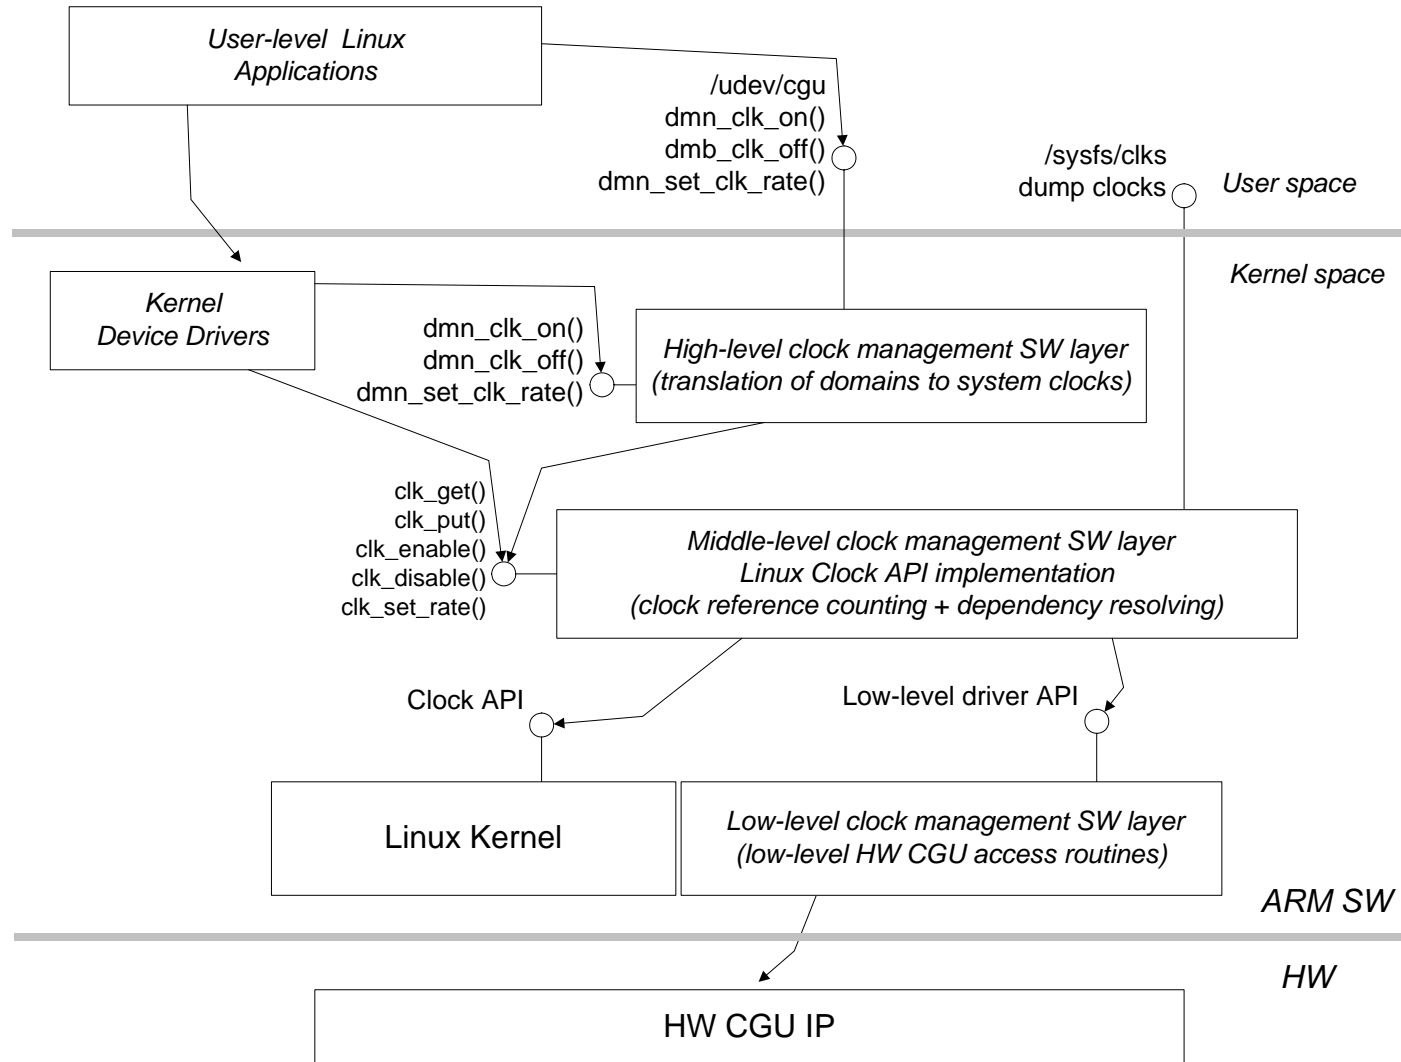 User-level Linux
Applications
/udev/cgu
dmn_clk_on()
dmb_clk_off()
dmn_set_clk_rate()
/sysfs/clks
dump clocks
User space
Kernel space
Kernel
Device Drivers
dmn_clk_on()
dmn_clk_off()
dmn_set_clk_rate()
High-level clock management SW layer
(translation of domains to system clocks)
clk_get()
clk_put()
clk_enable()
clk_disable()
clk_set_rate()
Middle-level clock management SW layer
Linux Clock API implementation
(clock reference counting + dependency resolving)
Clock API
Low-level driver API
Linux Kernel
Low-level clock management SW layer
(low-level HW CGU access routines)
ARM SW
HW
HW CGU IP